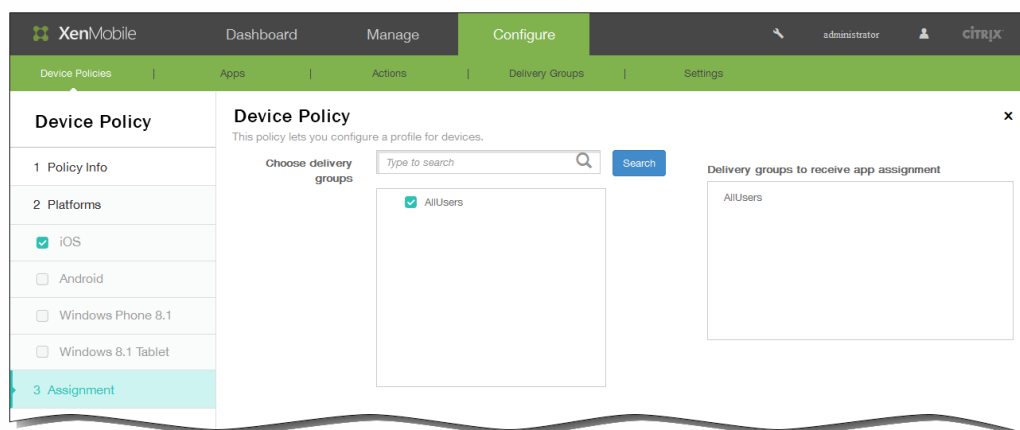 XenMobile Dashboard Manage Configure administrator CİTRIX
Device Policies | Apps | Actions | Delivery Groups | Settings
Device Policy
1 Policy Info
2 Platforms
iOS
Android
Windows Phone 8.1
Windows 8.1 Tablet
3 Assignment
Device Policy x
This policy lets you configure a profile for devices.
Choose delivery groups
Type to search
Search
AllUsers
Delivery groups to receive app assignment
AllUsers